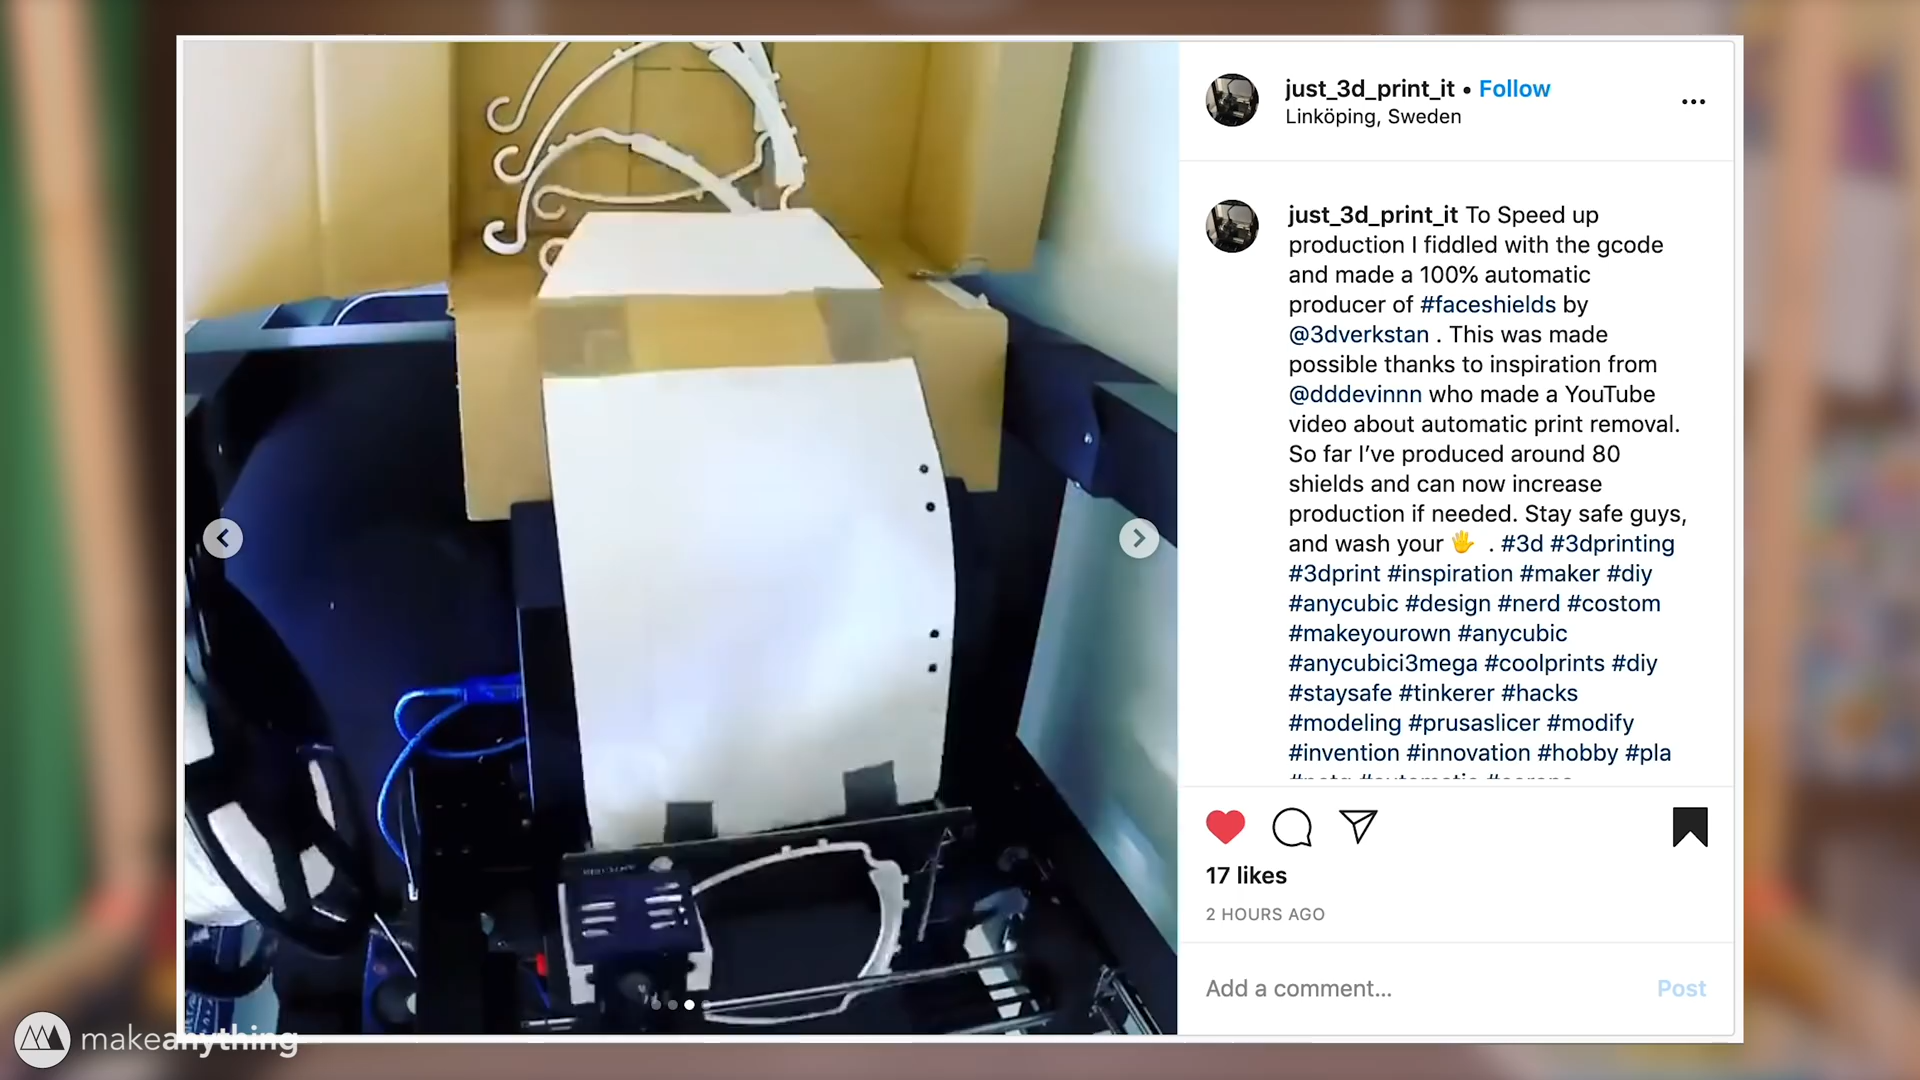 just_3d_print_it • Follow
Linköping, Sweden
just_3d_print_it To Speed up
production I fiddled with the gcode
and made a 100% automatic
producer of #faceshields by
@3dverkstan . This was made
possible thanks to inspiration from
@dddevinnn who made a YouTube
video about automatic print removal.
So far I’ve produced around 80
shields and can now increase
production if needed. Stay safe guys,
and wash your 🖐 . #3d #3dprinting
#3dprint #inspiration #maker #diy
#anycubic #design #nerd #costom
#makeyourown #anycubic
#anycubici3mega #coolprints #diy
#staysafe #tinkerer #hacks
#modeling #prusaslicer #modify
#invention #innovation #hobby #pla
17 likes
2 HOURS AGO
Add a comment...
Post
makeanything